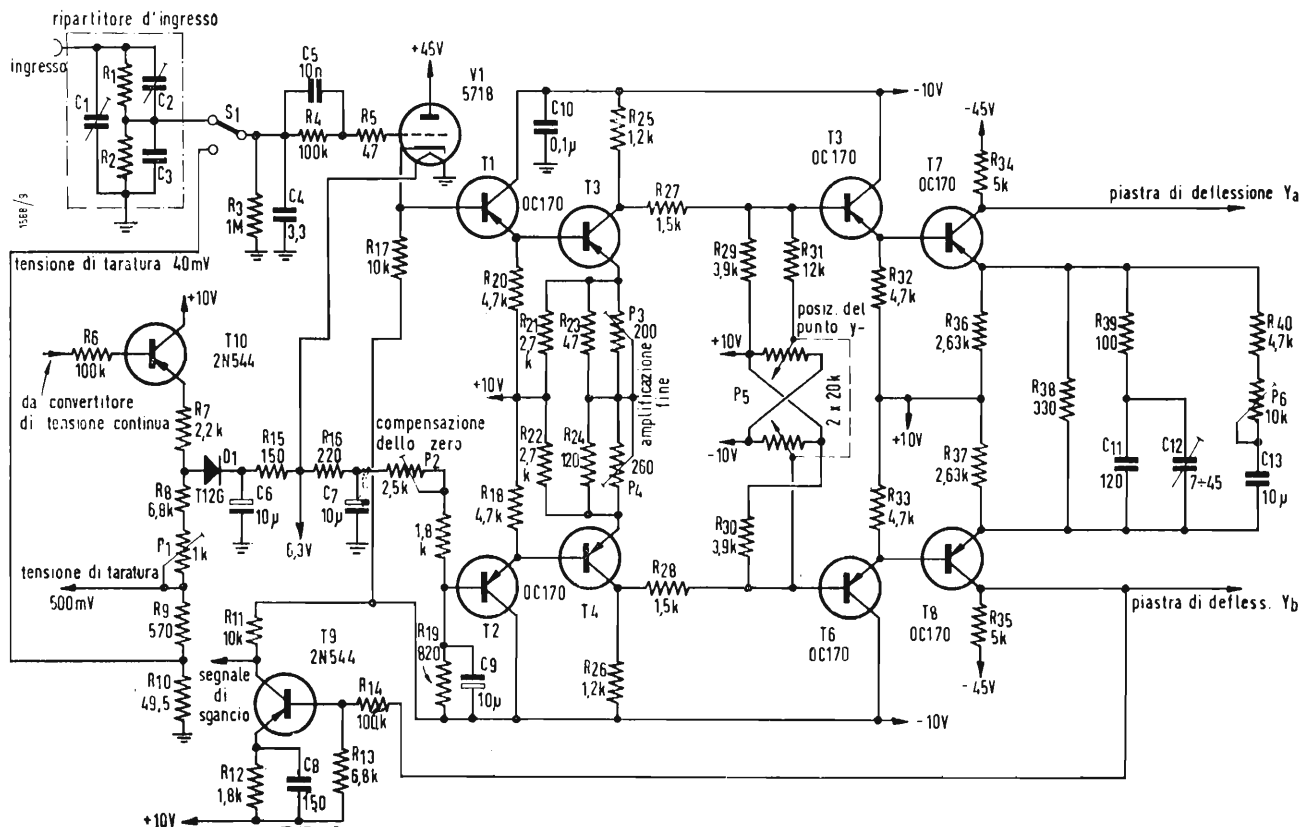 ripartitore d'ingresso
ingresso
C1
R1
C2
R2
C3
S1
1568/3
C5
10n
R4
100k
R5
47
R3
1M
C4
3,3
+45V
V1
5718
R17
10k
tensione di taratura 40mV
+10V
R6
100k
T10
2N544
da convertitore
di tensione continua
R7
2,2k
D1
T12G
R8
6,8k
P1
1k
tensione di taratura
500mV
R9
570
R10
49,5
R15
150
C6
10µ
R16
220
C7
10µ
6,3V
compensazione
dello zero
P2
2,5k
1,8
k
R11
10k
T9
2N544
segnale
di
sgancio
R14
100k
R12
1,8k
C8
150
R13
6,8k
+10V
R19
820
C9
10µ
T1
OC170
T2
OC170
C10
0,1µ
T3
R25
1,2k
R27
1,5k
R20
4,7k
R21
2,7
k
R23
47
P3
200
+10V
amplificazione
fine
R22
2,7
k
R24
120
260
P4
R18
4,7k
T4
R28
1,5k
R26
1,2k
-10V
R29
3,9k
R31
12k
posiz. del
punto y-
+10V
P5
-10V
2 x 20k
R30
3,9k
T3
OC170
T7
OC170
-45V
R34
5k
piastra di deflessione Ya
R32
4,7k
R36
2,63k
+10V
R37
2,63k
R33
4,7k
R38
330
R39
100
C11
120
C12
7÷45
R40
4,7k
P6
10k
C13
10µ
T6
OC170
T8
OC170
R35
5k
-45V
piastra di defless. Yb
-10V